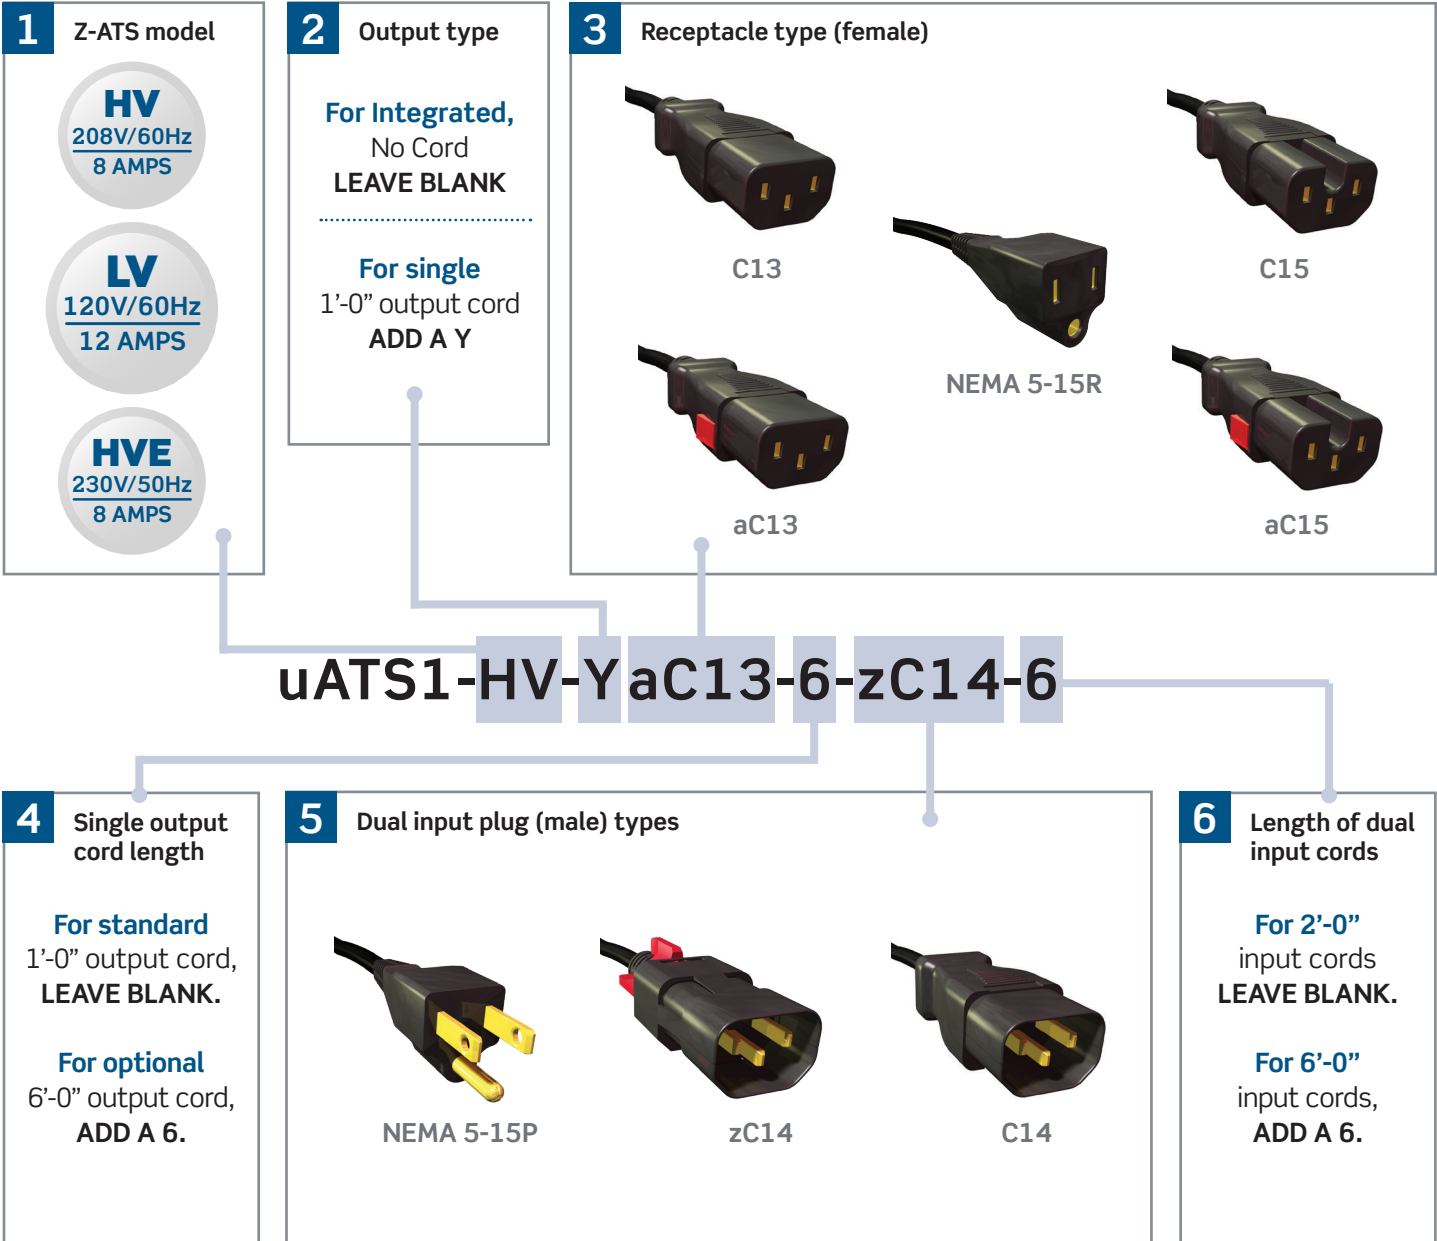 1
Z-ATS model
HV
208V/60Hz
8 AMPS
LV
120V/60Hz
12 AMPS
HVE
230V/50Hz
8 AMPS
2
Output type
For Integrated,
No Cord
LEAVE BLANK
For single
1'-0” output cord
ADD A Y
3
Receptacle type (female)
C13
C15
NEMA 5-15R
aC13
aC15
uATS1-HV-YaC13-6-zC14-6
4
Single output
cord length
For standard
1’-0” output cord,
LEAVE BLANK.
For optional
6’-0” output cord,
ADD A 6.
5
Dual input plug (male) types
NEMA 5-15P
zC14
C14
6
Length of dual
input cords
For 2’-0”
input cords
LEAVE BLANK.
For 6’-0”
input cords,
ADD A 6.